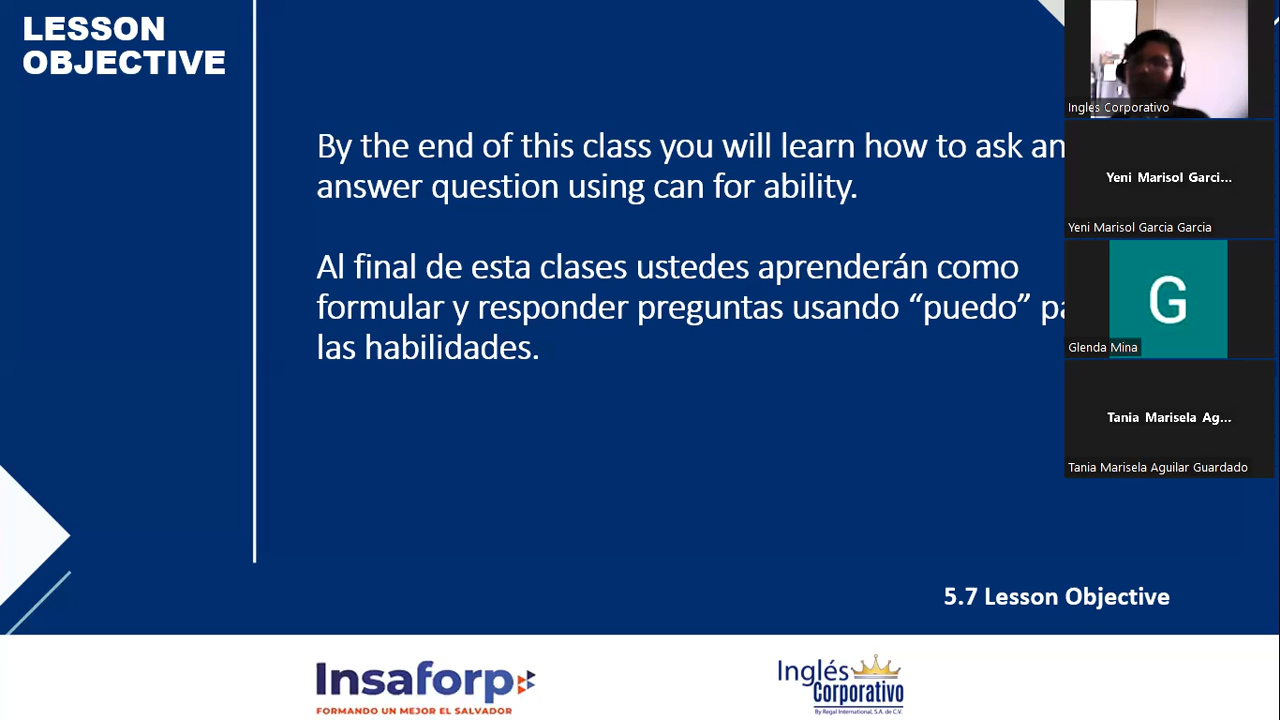 LESSON
OBJECTIVE
By the end of this class you will learn how to ask an
answer question using can for ability.
Al final de esta clases ustedes aprenderán como
formular y responder preguntas usando “puedo” pa
las habilidades.
5.7 Lesson Objective
Insaforp
FORMANDO UN MEJOR EL SALVADOR
Inglés
Corporativo
By Regal International, S.A. de C.V.
Inglés Corporativo
Yeni Marisol Garci...
Yeni Marisol Garcia Garcia
G
Glenda Mina
Tania Marisela Ag...
Tania Marisela Aguilar Guardado